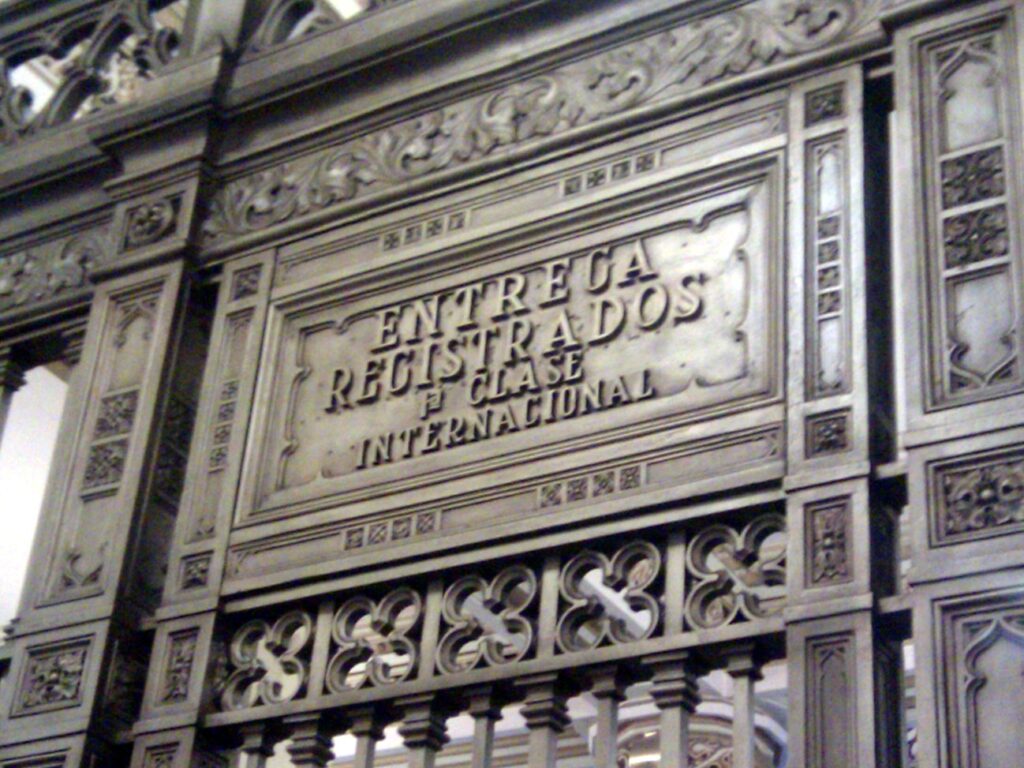 ENTREGA
REGISTRADOS
1ª CLASE
INTERNACIONAL